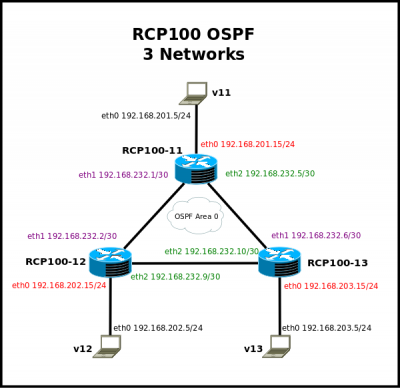 RCP100 OSPF
3 Networks
v11
eth0 192.168.201.5/24
eth0 192.168.201.15/24
RCP100-11
eth1 192.168.232.1/30
eth2 192.168.232.5/30
OSPF Area 0
eth1 192.168.232.2/30
eth1 192.168.232.6/30
eth2 192.168.232.10/30
RCP100-12
RCP100-13
eth2 192.168.232.9/30
eth0 192.168.202.15/24
eth0 192.168.203.15/24
eth0 192.168.202.5/24
eth0 192.168.203.5/24
v12
v13